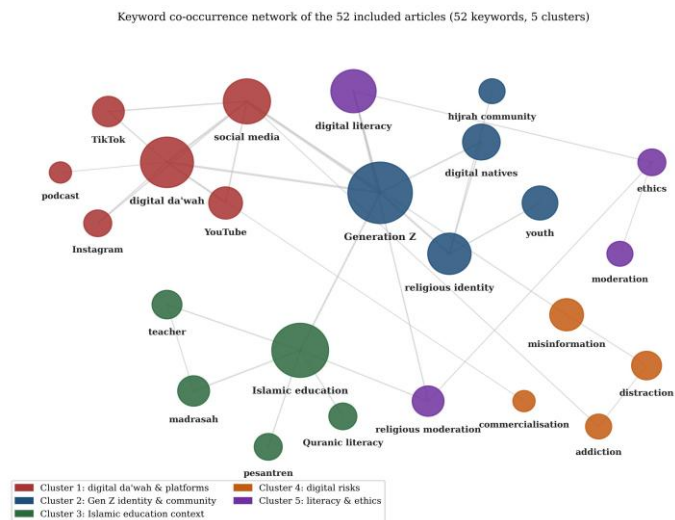 Keyword co-occurrence network of the 52 included articles (52 keywords, 5 clusters)
hijrah community
digital literacy
TikTok
social media
digital natives
ethics
podcast
digital da'wah
Instagram
YouTube
Generation Z
youth
religious identity
moderation
teacher
misinformation
Islamic education
distraction
madrasah
Quranic literacy
religious moderation
commercialisation
addiction
pesantren
Cluster 1: digital da'wah & platforms
Cluster 2: Gen Z identity & community
Cluster 3: Islamic education context
Cluster 4: digital risks
Cluster 5: literacy & ethics